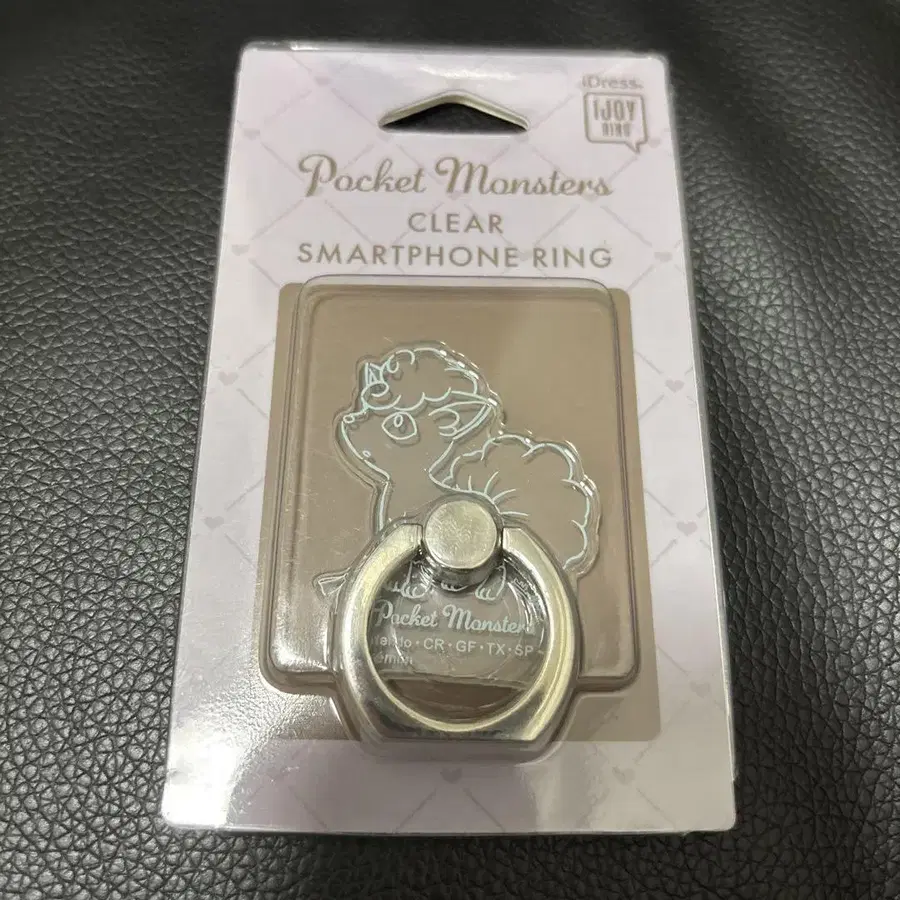 iDress
iJOY
RING
Pocket Monsters
CLEAR
SMARTPHONE RING
Pocket Monsters
CR・GF・TX・SP